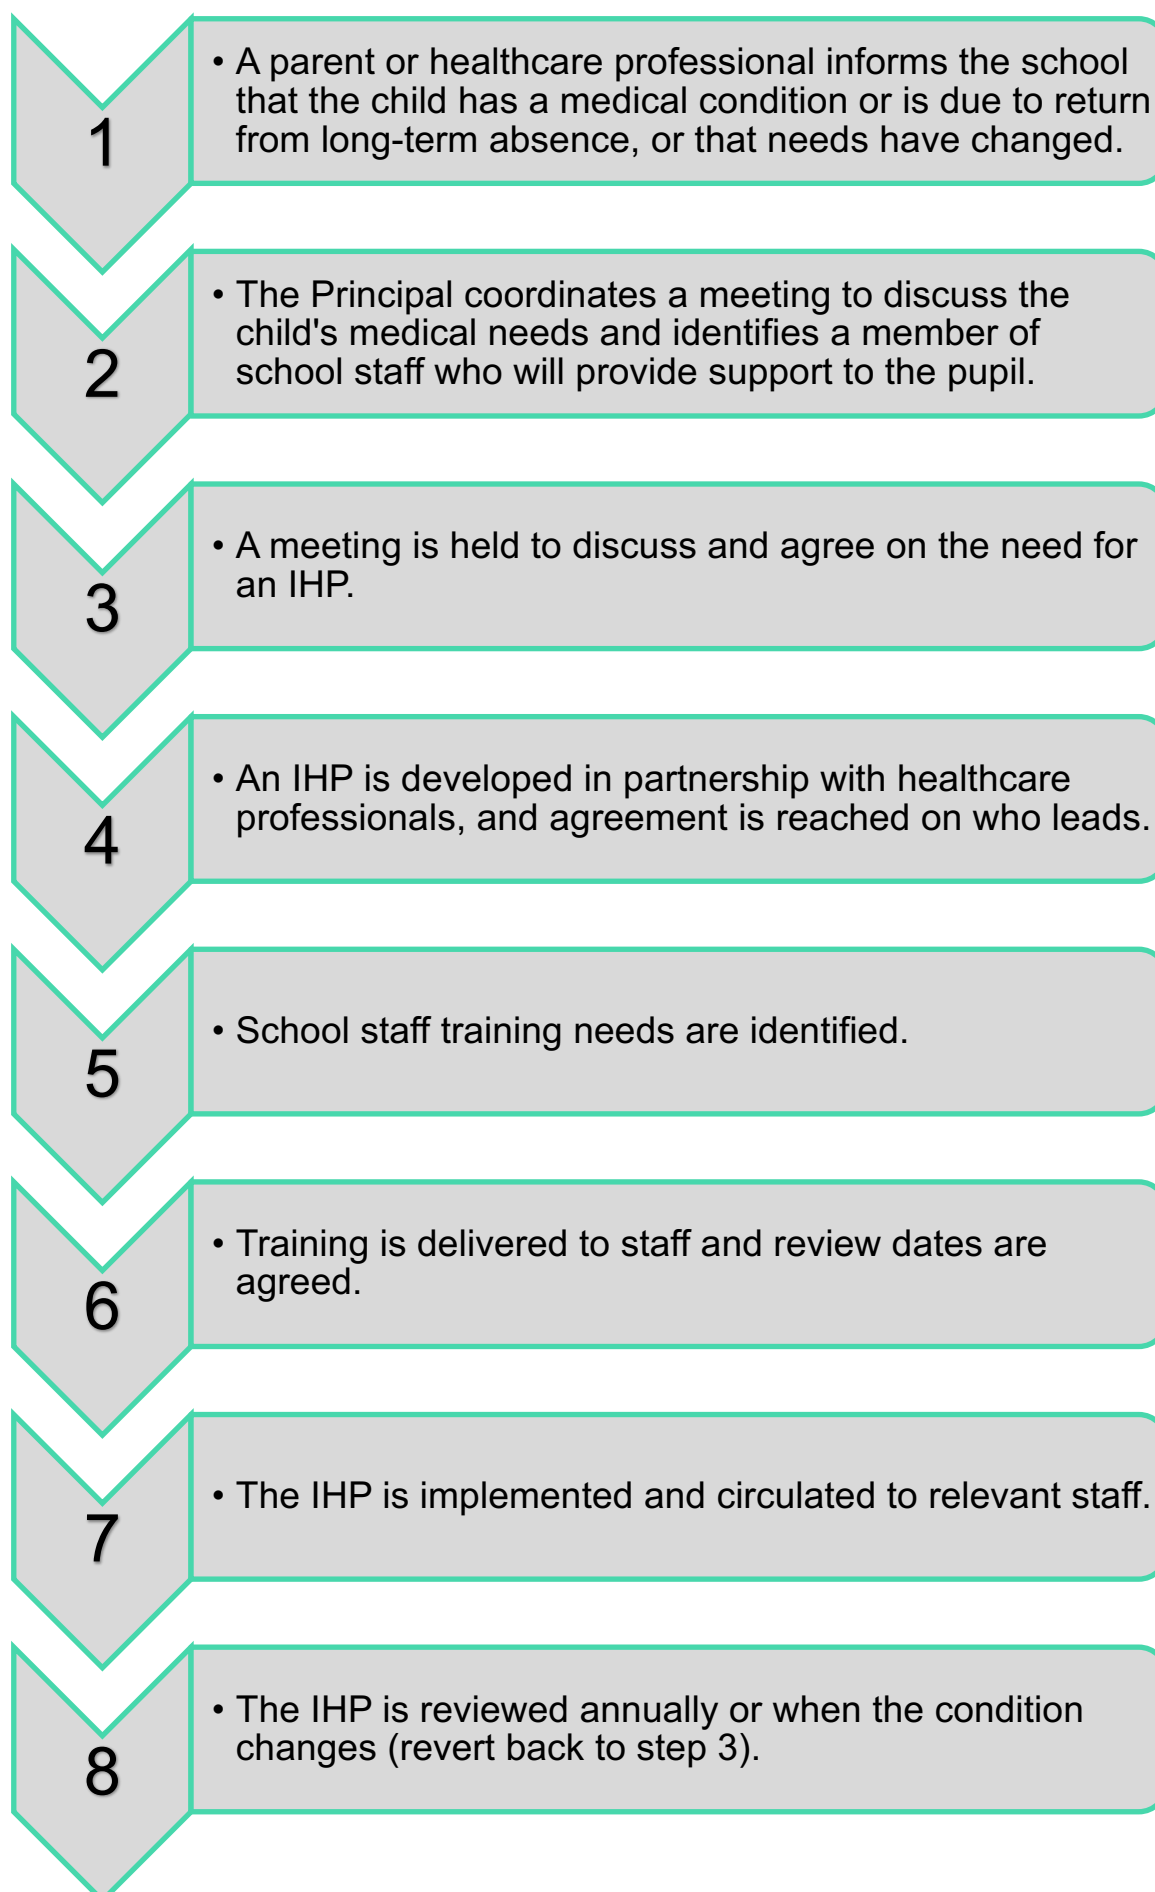 1
• A parent or healthcare professional informs the school
that the child has a medical condition or is due to return
from long-term absence, or that needs have changed.
2
• The Principal coordinates a meeting to discuss the
child's medical needs and identifies a member of
school staff who will provide support to the pupil.
3
• A meeting is held to discuss and agree on the need for
an IHP.
4
• An IHP is developed in partnership with healthcare
professionals, and agreement is reached on who leads.
5
• School staff training needs are identified.
6
• Training is delivered to staff and review dates are
agreed.
7
• The IHP is implemented and circulated to relevant staff.
8
• The IHP is reviewed annually or when the condition
changes (revert back to step 3).